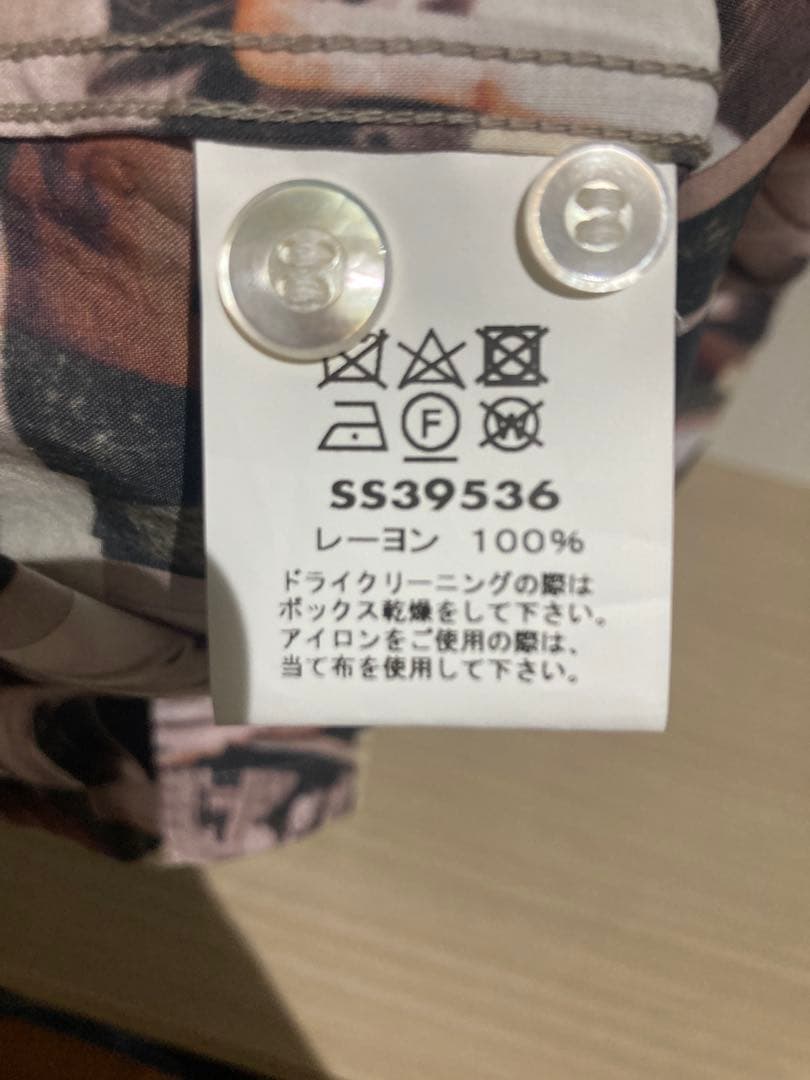 F W
SS39536
レーヨン 100%
ドライクリーニングの際は
ボックス乾燥をして下さい。
アイロンをご使用の際は、
当て布を使用して下さい。